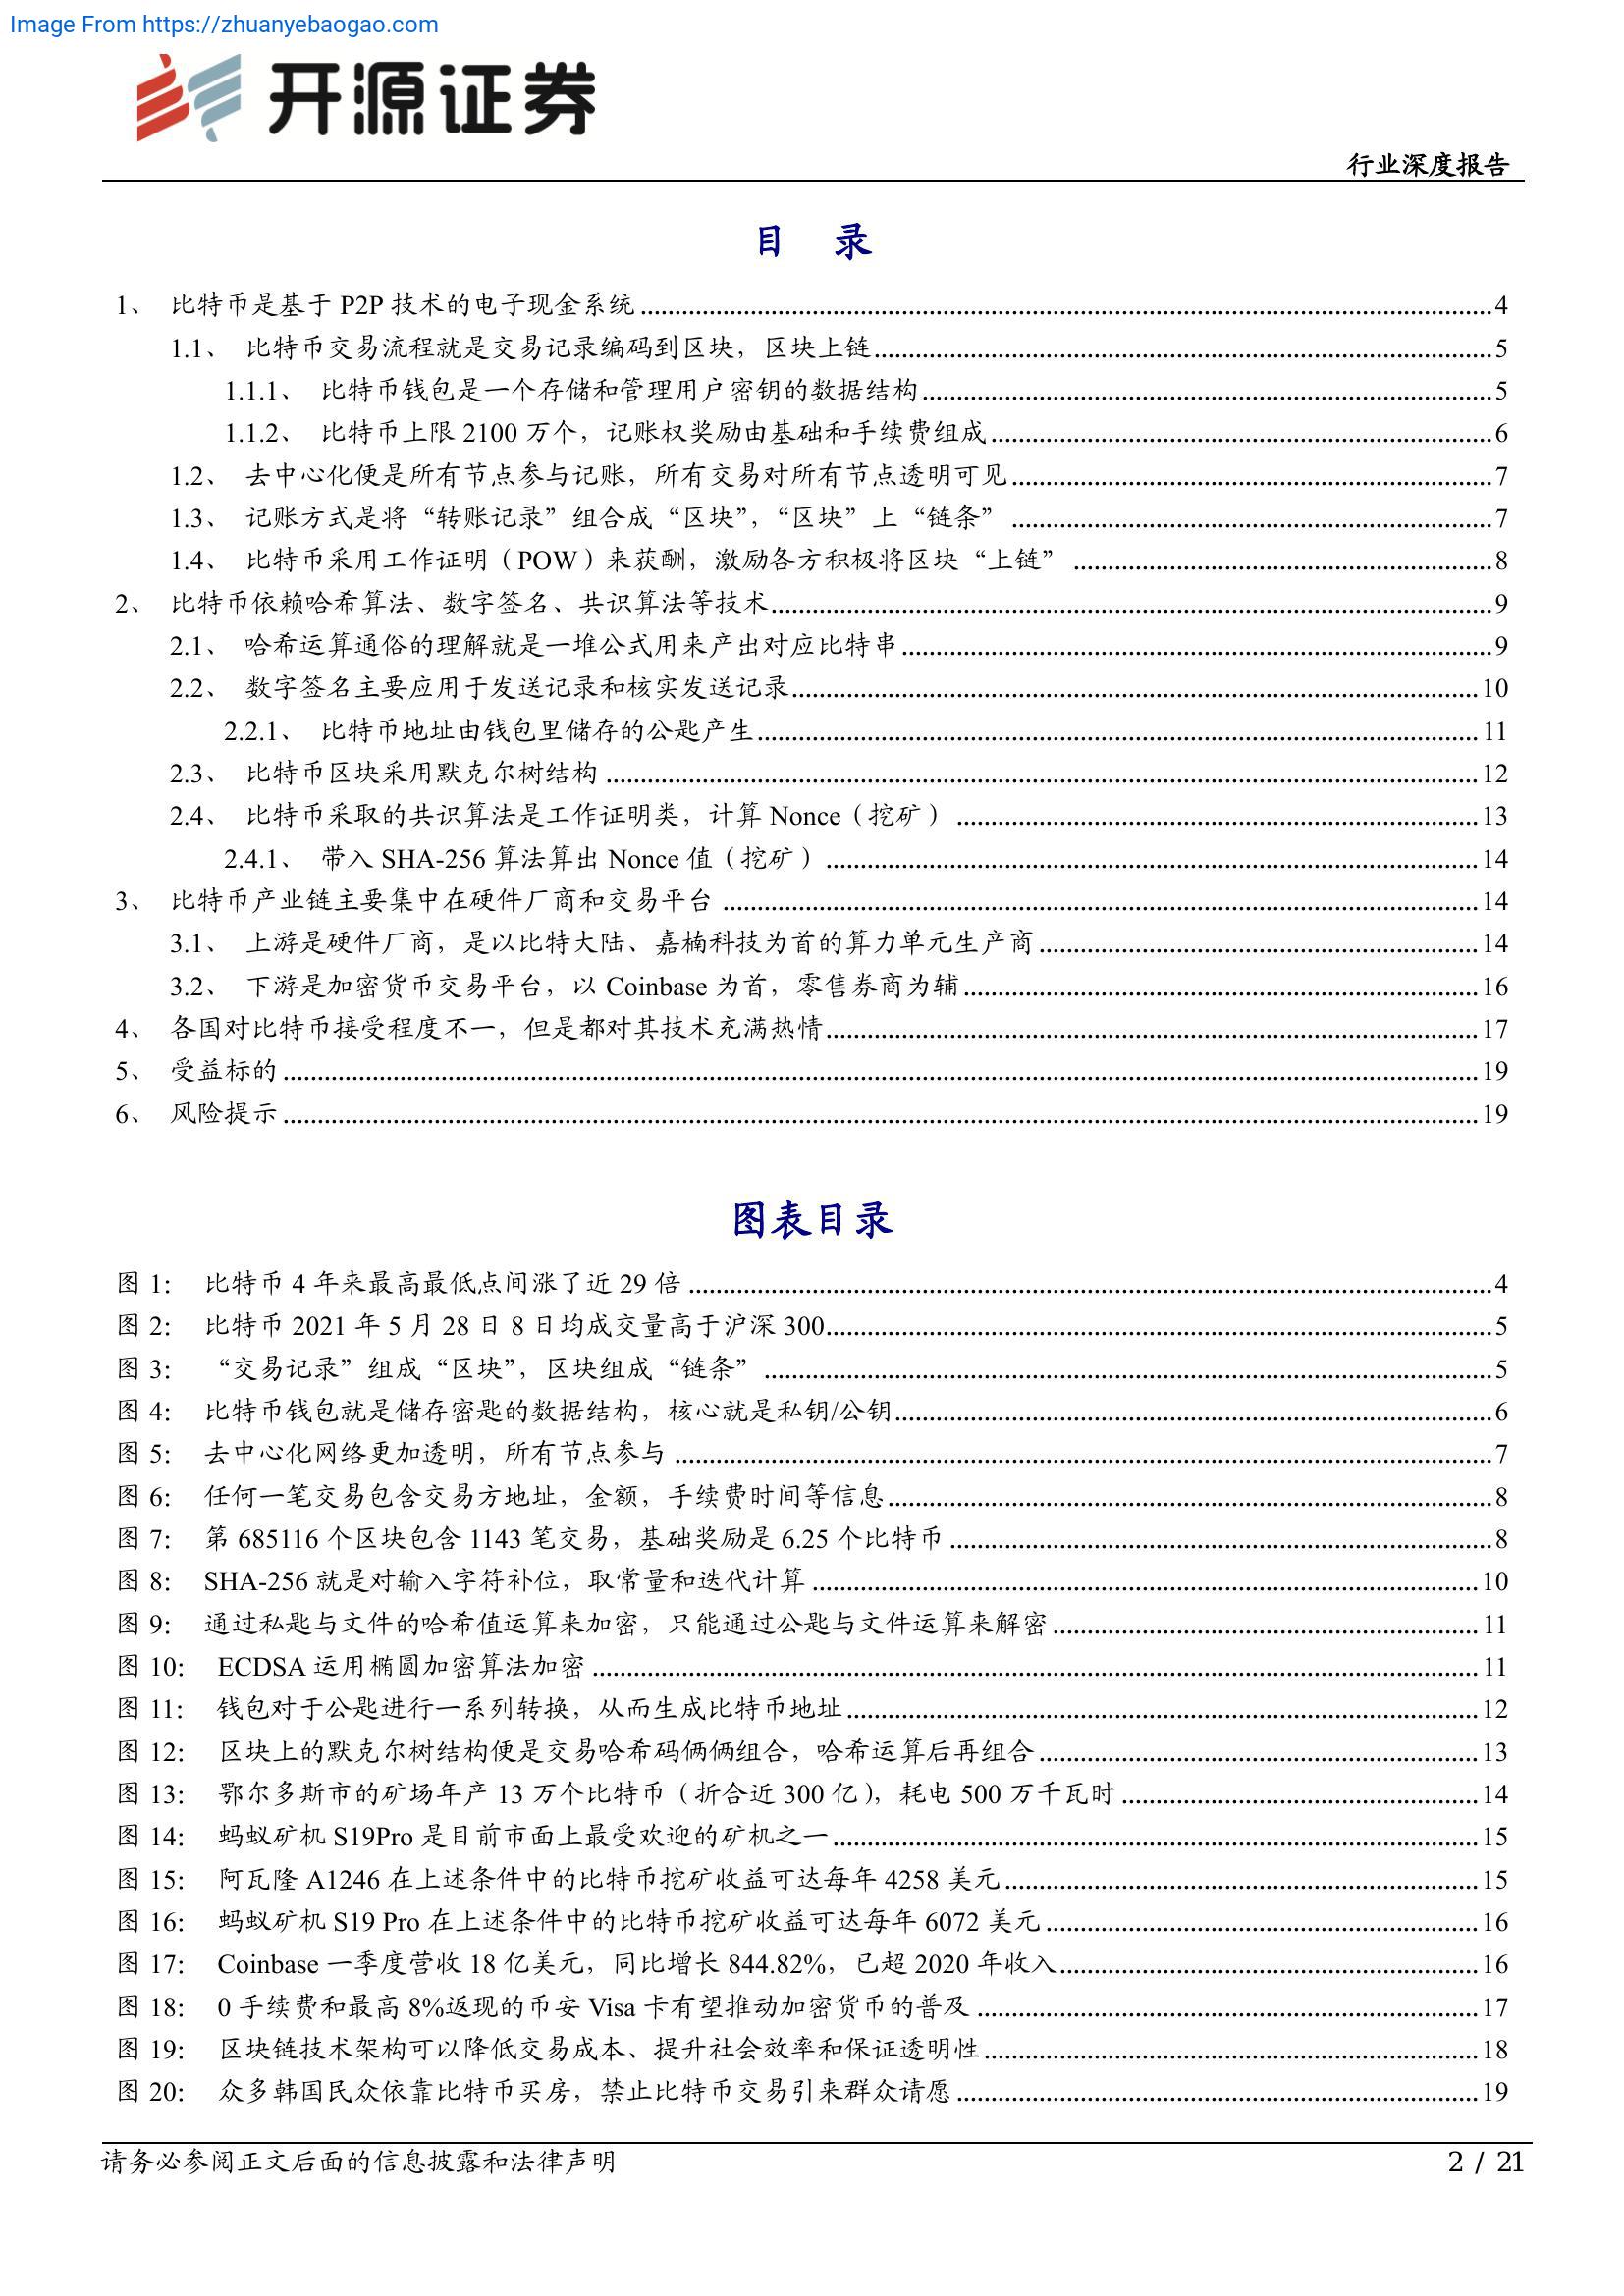 Image From https://zhuanyebaogao.com
开源证券
行业深度报告
目 录
1、 比特币是基于 P2P 技术的电子现金系统 4
1.1、 比特币交易流程就是交易记录编码到区块，区块上链 5
1.1.1、 比特币钱包是一个存储和管理用户密钥的数据结构 5
1.1.2、 比特币上限 2100 万个，记账权奖励由基础和手续费组成 6
1.2、 去中心化便是所有节点参与记账，所有交易对所有节点透明可见 7
1.3、 记账方式是将“转账记录”组合成“区块”，“区块”上“链条” 7
1.4、 比特币采用工作证明（POW）来获酬，激励各方积极将区块“上链” 8
2、 比特币依赖哈希算法、数字签名、共识算法等技术 9
2.1、 哈希运算通俗的理解就是一堆公式用来产出对应比特串 9
2.2、 数字签名主要应用于发送记录和核实发送记录 10
2.2.1、 比特币地址由钱包里储存的公匙产生 11
2.3、 比特币区块采用默克尔树结构 12
2.4、 比特币采取的共识算法是工作证明类，计算 Nonce（挖矿） 13
2.4.1、 带入 SHA-256 算法算出 Nonce 值（挖矿） 14
3、 比特币产业链主要集中在硬件厂商和交易平台 14
3.1、 上游是硬件厂商，是以比特大陆、嘉楠科技为首的算力单元生产商 14
3.2、 下游是加密货币交易平台，以 Coinbase 为首，零售券商为辅 16
4、 各国对比特币接受程度不一，但是都对其技术充满热情 17
5、 受益标的 19
6、 风险提示 19
图表目录
图 1： 比特币 4 年来最高最低点间涨了近 29 倍 4
图 2： 比特币 2021 年 5 月 28 日 8 日均成交量高于沪深 300 5
图 3： “交易记录”组成“区块”，区块组成“链条” 5
图 4： 比特币钱包就是储存密匙的数据结构，核心就是私钥/公钥 6
图 5： 去中心化网络更加透明，所有节点参与 7
图 6： 任何一笔交易包含交易方地址，金额，手续费时间等信息 8
图 7： 第 685116 个区块包含 1143 笔交易，基础奖励是 6.25 个比特币 8
图 8： SHA-256 就是对输入字符补位，取常量和迭代计算 10
图 9： 通过私匙与文件的哈希值运算来加密，只能通过公匙与文件运算来解密 11
图 10： ECDSA 运用椭圆加密算法加密 11
图 11： 钱包对于公匙进行一系列转换，从而生成比特币地址 12
图 12： 区块上的默克尔树结构便是交易哈希码俩俩组合，哈希运算后再组合 13
图 13： 鄂尔多斯市的矿场年产 13 万个比特币（折合近 300 亿），耗电 500 万千瓦时 14
图 14： 蚂蚁矿机 S19Pro 是目前市面上最受欢迎的矿机之一 15
图 15： 阿瓦隆 A1246 在上述条件中的比特币挖矿收益可达每年 4258 美元 15
图 16： 蚂蚁矿机 S19 Pro 在上述条件中的比特币挖矿收益可达每年 6072 美元 16
图 17： Coinbase 一季度营收 18 亿美元，同比增长 844.82%，已超 2020 年收入 16
图 18： 0 手续费和最高 8%返现的币安 Visa 卡有望推动加密货币的普及 17
图 19： 区块链技术架构可以降低交易成本、提升社会效率和保证透明性 18
图 20： 众多韩国民众依靠比特币买房，禁止比特币交易引来群众请愿 19
请务必参阅正文后面的信息披露和法律声明 2 / 21